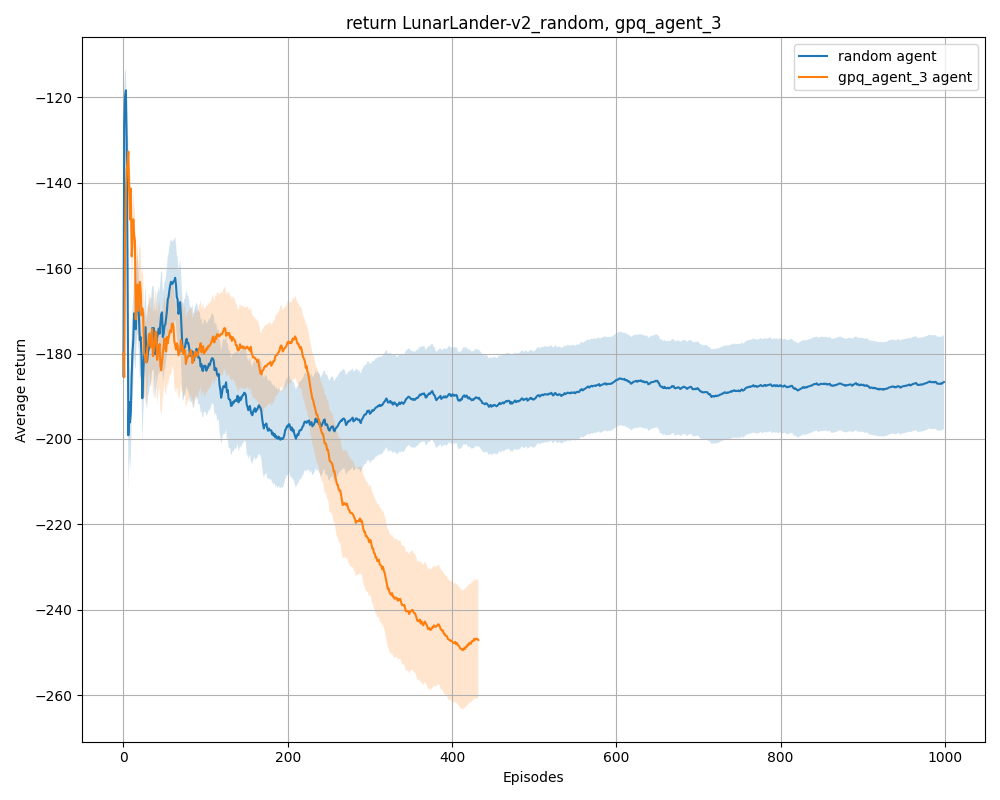 return LunarLander-v2_random, gpq_agent_3
random agent
gpq_agent_3 agent
Average return
−120
−140
−160
−180
−200
−220
−240
−260
0
200
400
600
800
1000
Episodes